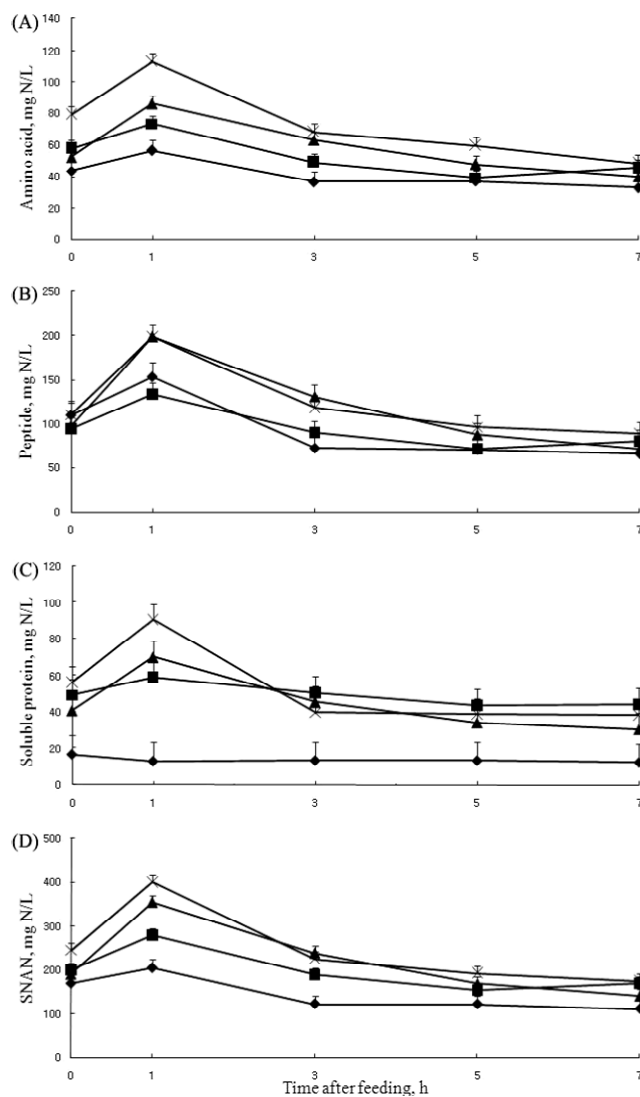 (A)
Amino acid, mg N/L
140
120
100
80
60
40
20
0
0 1 3 5 7
(B)
Peptide, mg N/L
250
200
150
100
50
0
0 1 3 5 7
(C)
Soluble protein, mg N/L
120
100
80
60
40
20
0
0 1 3 5 7
(D)
SNAN, mg N/L
500
400
300
200
100
0
0 1 3 5 7
Time after feeding, h